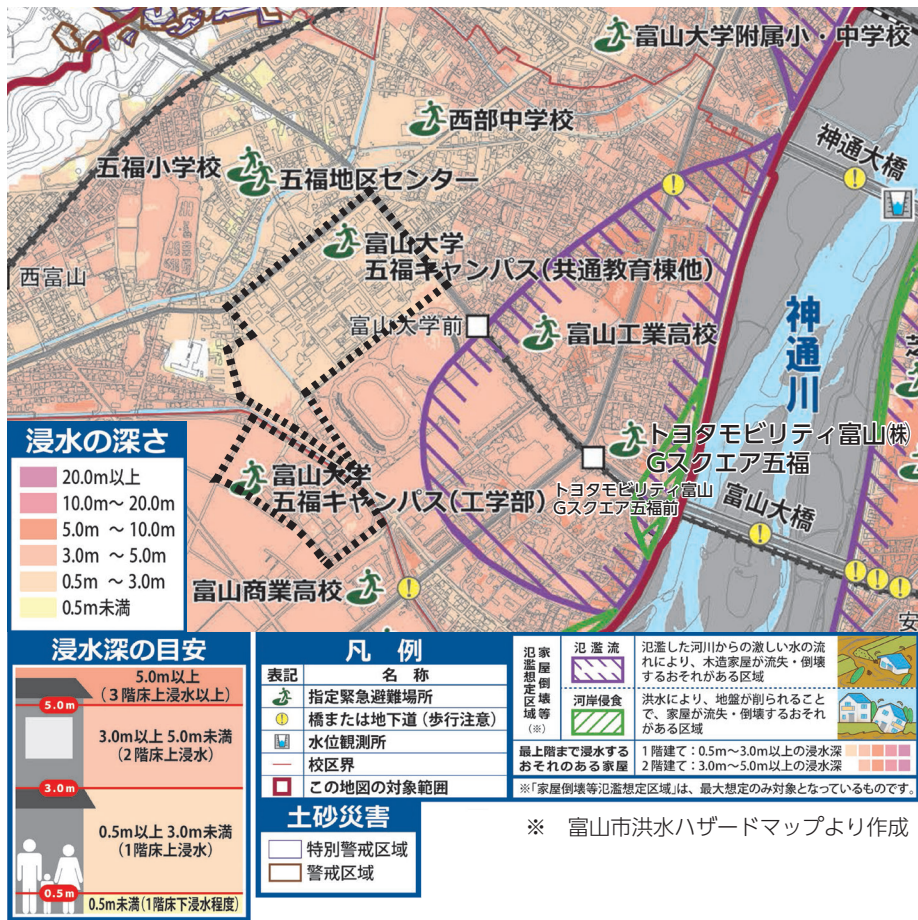 富山大学附属小・中学校
西部中学校
神通大橋
五福小学校
五福地区センター
富山大学
五福キャンパス(共通教育棟他)
西富山
富山大学前
富山工業高校
神通川
トヨタモビリティ富山㈱
Gスクエア五福
トヨタモビリティ富山
Gスクエア五福前
富山大橋
富山大学
五福キャンパス(工学部)
富山商業高校
安
浸水の深さ
20.0m以上
10.0m～ 20.0m
5.0m ～ 10.0m
3.0m ～ 5.0m
0.5m ～ 3.0m
0.5m未満
浸水深の目安
5.0m以上
(3階床上浸水以上)
5.0m
3.0m以上 5.0m未満
(2階床上浸水)
3.0m
0.5m以上 3.0m未満
(1階床上浸水)
0.5m
0.5m未満(1階床下浸水程度)
凡 例
表記 名 称
指定緊急避難場所
橋または地下道(歩行注意)
水位観測所
校区界
この地図の対象範囲
土砂災害
特別警戒区域
警戒区域
家屋倒壊等氾濫想定区域
(※)
氾濫流
氾濫した河川からの激しい水の流
れにより、木造家屋が流失・倒壊
するおそれがある区域
河岸侵食
洪水により、地盤が削られること
で、家屋が流失・倒壊するおそれ
がある区域
最上階まで浸水する
おそれのある家屋
1階建て：0.5m～3.0m以上の浸水深
2階建て：3.0m～5.0m以上の浸水深
※「家屋倒壊等氾濫想定区域」は、最大想定のみ対象となっているものです。
※ 富山市洪水ハザードマップより作成